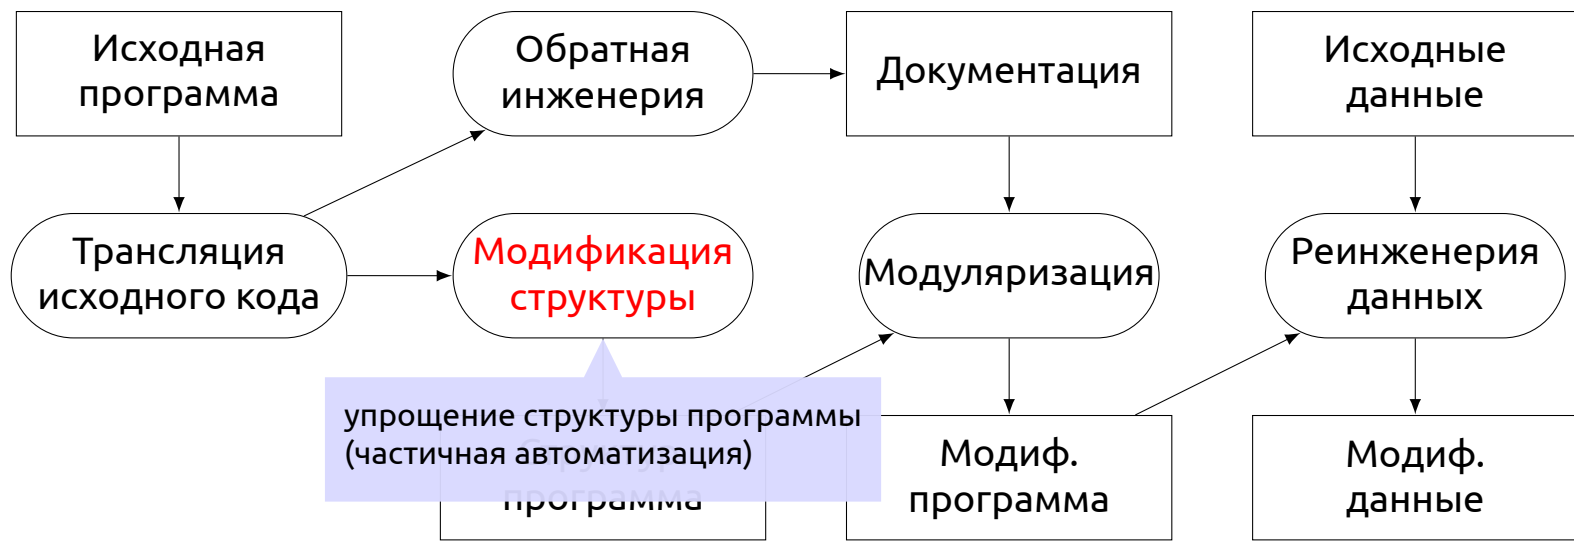 Исходная
программа
Обратная
инженерия
Документация
Исходные
данные
Трансляция
исходного кода
Модификация
структуры
Модуляризация
Реинженерия
данных
упрощение структуры программы
(частичная автоматизация)
программа
Модиф.
программа
Модиф.
данные